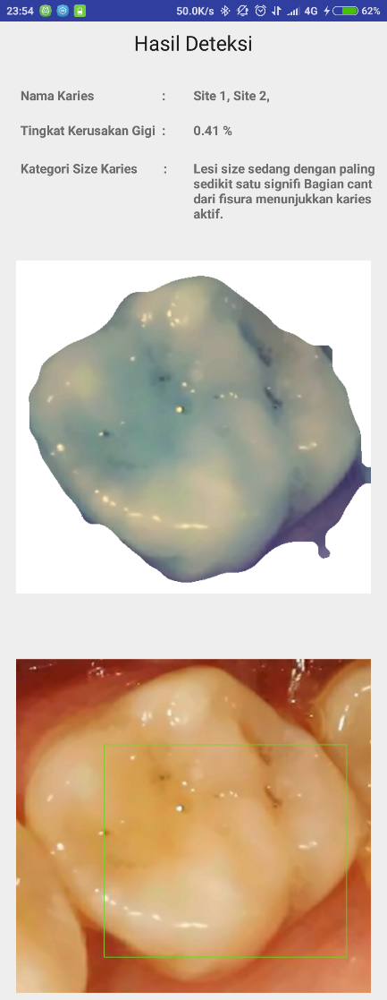 23:54 50.0K/s 4G 62%
Hasil Deteksi
Nama Karies : Site 1, Site 2,
Tingkat Kerusakan Gigi : 0.41 %
Kategori Size Karies : Lesi size sedang dengan paling
sedikit satu signifi Bagian cant
dari fisura menunjukkan karies
aktif.